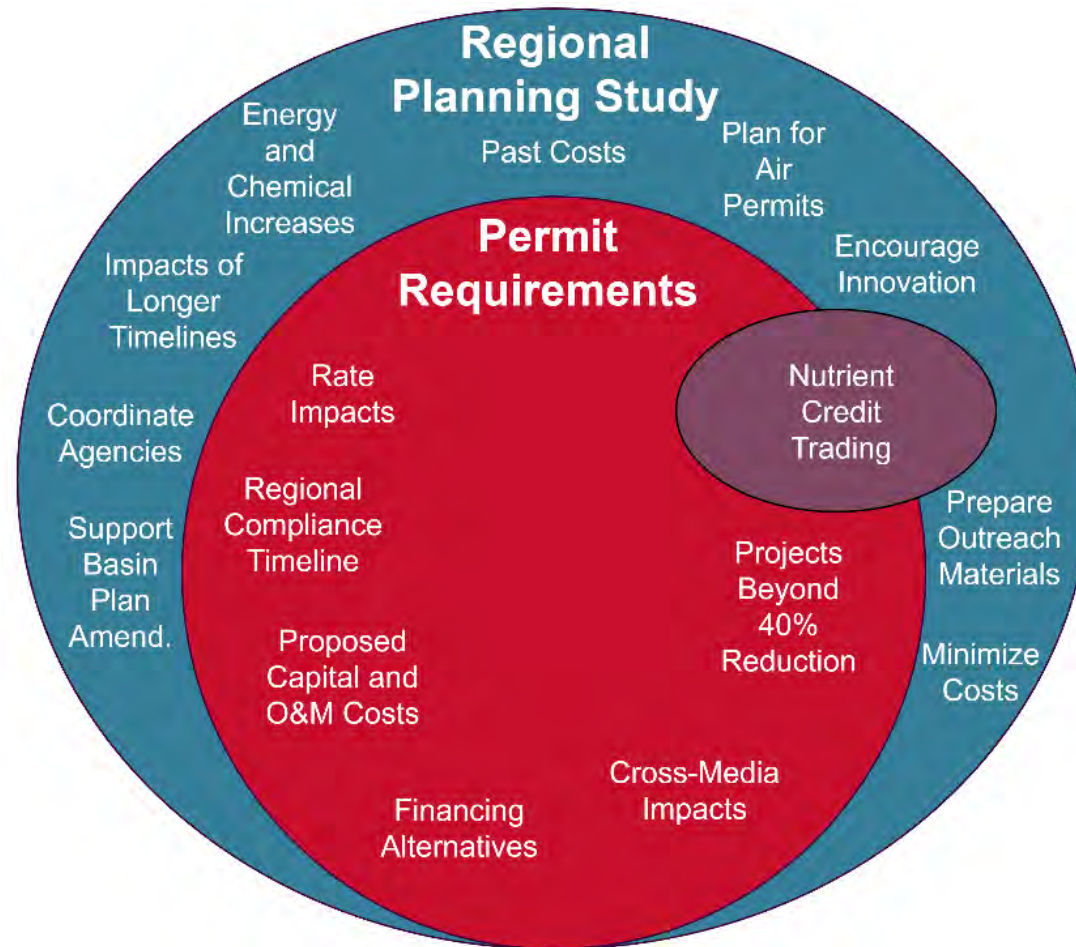 Regional
Planning Study
Past Costs
Energy
and
Chemical
Increases
Impacts of
Longer
Timelines
Coordinate
Agencies
Support
Basin
Plan
Amend.
Plan for
Air
Permits
Encourage
Innovation
Prepare
Outreach
Materials
Minimize
Costs
Permit
Requirements
Rate
Impacts
Regional
Compliance
Timeline
Proposed
Capital and
O&M Costs
Financing
Alternatives
Nutrient
Credit
Trading
Projects
Beyond
40%
Reduction
Cross-Media
Impacts